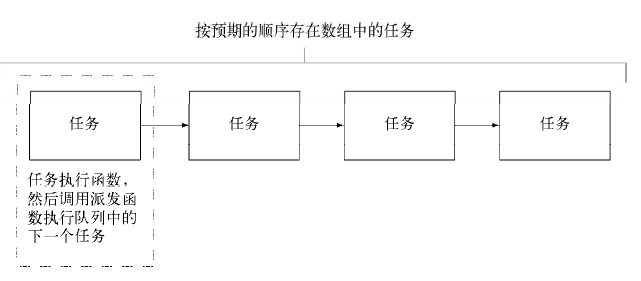 按预期的顺序存在数组中的任务
任务
任务
任务
任务
任务执行函数，
然后调用派发函
数执行队列中的
下一个任务